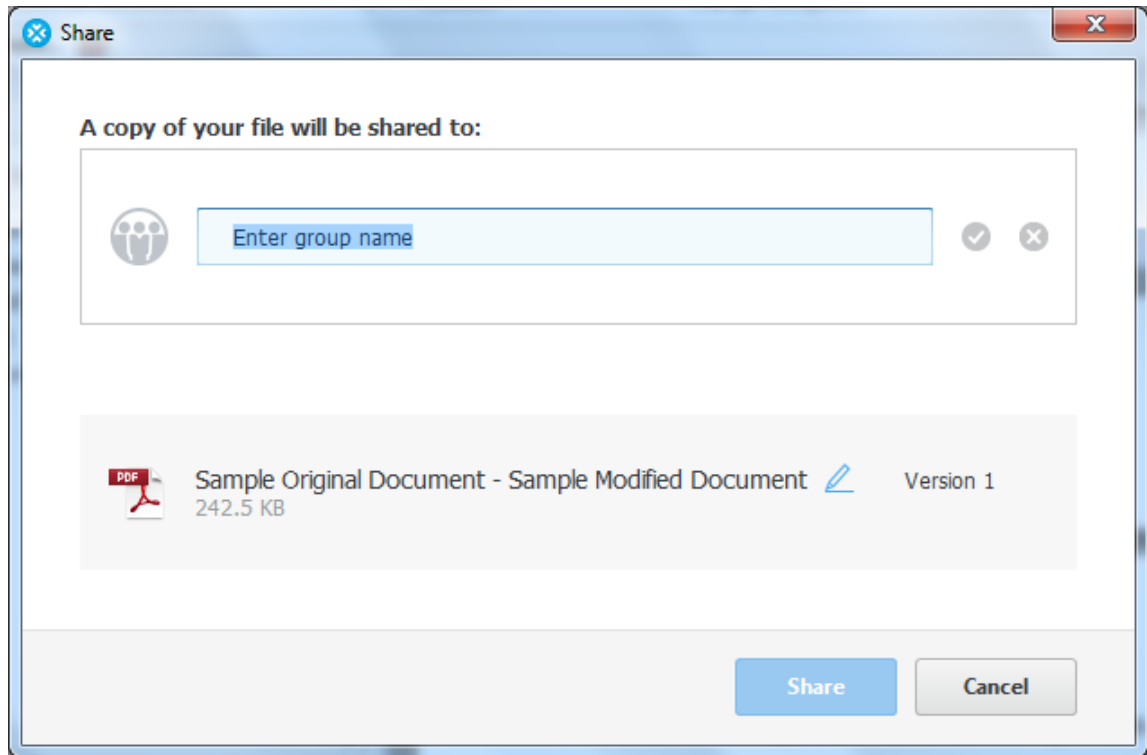 Share
A copy of your file will be shared to:
Enter group name
PDF
Sample Original Document - Sample Modified Document
Version 1
242.5 KB
Share
Cancel